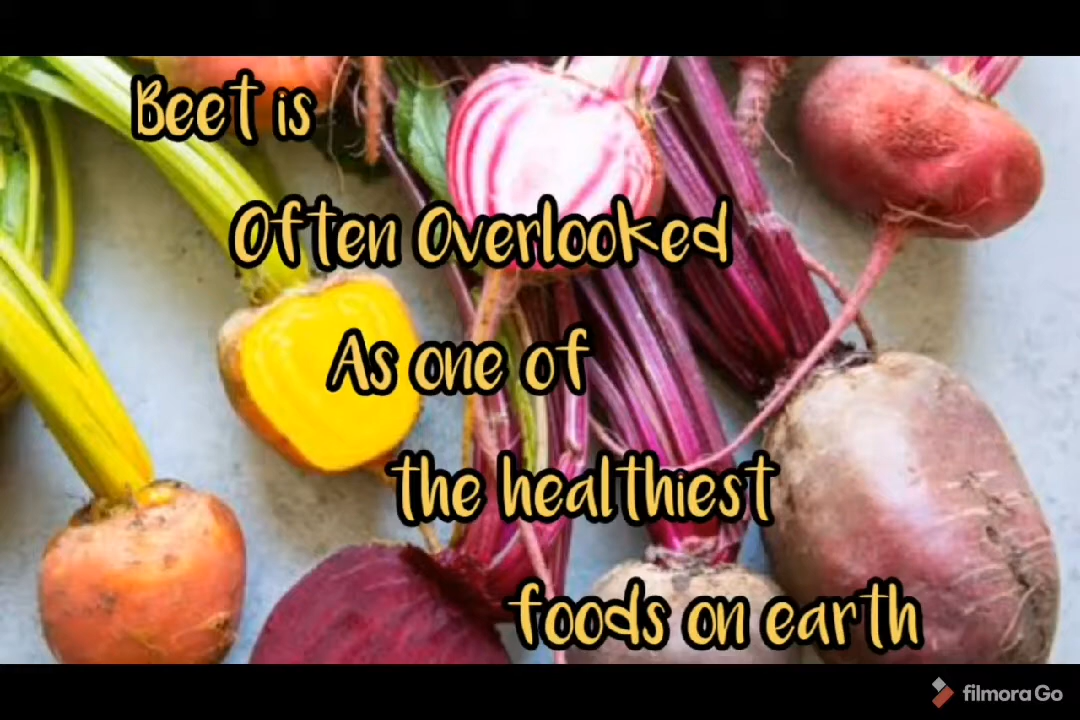 Beet is
Often Overlooked
As one of
the healthiest
foods on earth
filmora Go